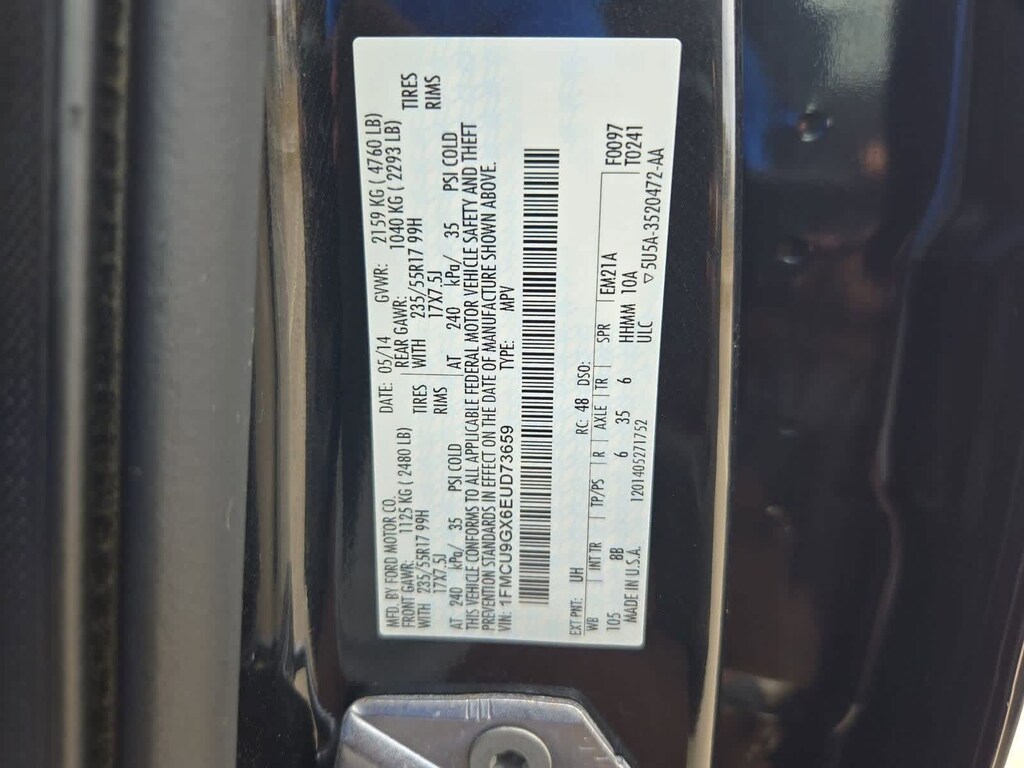 MFD. BY FORD MOTOR CO.
DATE: 05/14 GVWR: 2159 KG ( 4760 LB)
FRONT GAWR: 1125 KG ( 2480 LB) REAR GAWR: 1040 KG ( 2293 LB)
WITH 235/55R17 99H TIRES WITH 235/55R17 99H TIRES
17X7.5J RIMS 17X7.5J RIMS
AT 240 kPa/ 35 PSI COLD AT 240 kPa/ 35 PSI COLD
THIS VEHICLE CONFORMS TO ALL APPLICABLE FEDERAL MOTOR VEHICLE SAFETY AND THEFT
PREVENTION STANDARDS IN EFFECT ON THE DATE OF MANUFACTURE SHOWN ABOVE.
VIN: 1FMCU9GX6EUD73659 TYPE: MPV
EXT PNT: UH RC: 48 DSO: F0097
WB INT TR TP/PS R AXLE TR SPR EM21A T0241
105 8B 6 35 6 HHMM 10A
MADE IN U.S.A. 1201405271752 ULC ▽5U5A-3520472-AA